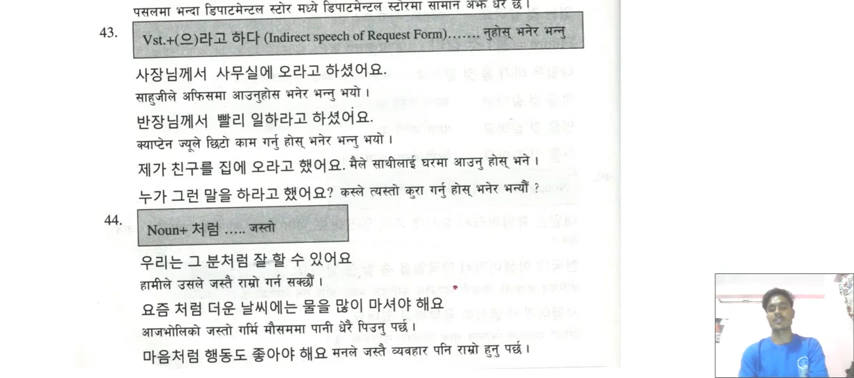 पसलमा भन्दा डिपाटमेन्टल स्टोर मध्ये डिपाटमेन्टल स्टोरमा सामान अझ धेरै छ ।
43. Vst.+(으)라고 하다 (Indirect speech of Request Form)....... नुहोस् भनेर भन्नु
사장님께서 사무실에 오라고 하셨어요.
साहुजीले अफिसमा आउनुहोस् भनेर भन्नु भयो ।
반장님께서 빨리 일하라고 하셨어요.
क्याप्टेन ज्यूले छिटो काम गर्नु होस् भनेर भन्नु भयो ।
제가 친구를 집에 오라고 했어요. मैले साथीलाई घरमा आउनु होस् भने ।
누가 그런 말을 하라고 했어요? कस्ले त्यस्तो कुरा गर्नु होस् भनेर भन्यौं ?
44. Noun+ 처럼 ..... जस्तो
우리는 그 분처럼 잘 할 수 있어요
हामीले उसले जस्तै राम्रो गर्न सक्छौं ।
요즘 처럼 더운 날씨에는 물을 많이 마셔야 해요
आजभोलिको जस्तो गर्मि मौसममा पानी धेरै पिउनु पर्छ ।
마음처럼 행동도 좋아야 해요 मनले जस्तै व्यवहार पनि राम्रो हुनु पर्छ ।